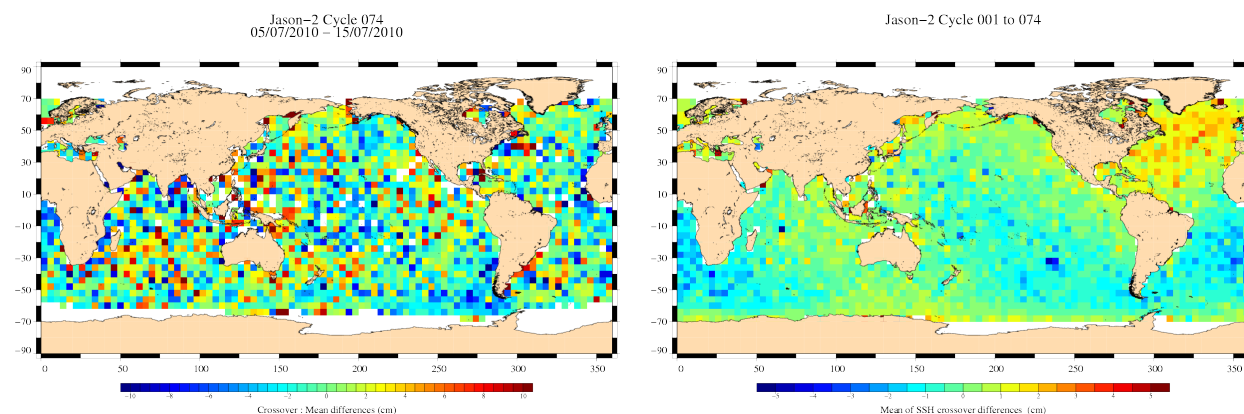 Jason−2 Cycle 074
05/07/2010 − 15/07/2010
90
70
50
30
10
−10
−30
−50
−70
−90
0 50 100 150 200 250 300 350
−10 −8 −6 −4 −2 0 2 4 6 8 10
Crossover : Mean differences (cm)
Jason−2 Cycle 001 to 074
90
70
50
30
10
−10
−30
−50
−70
−90
0 50 100 150 200 250 300 350
−5 −4 −3 −2 −1 0 1 2 3 4 5
Mean of SSH crossover differences (cm)